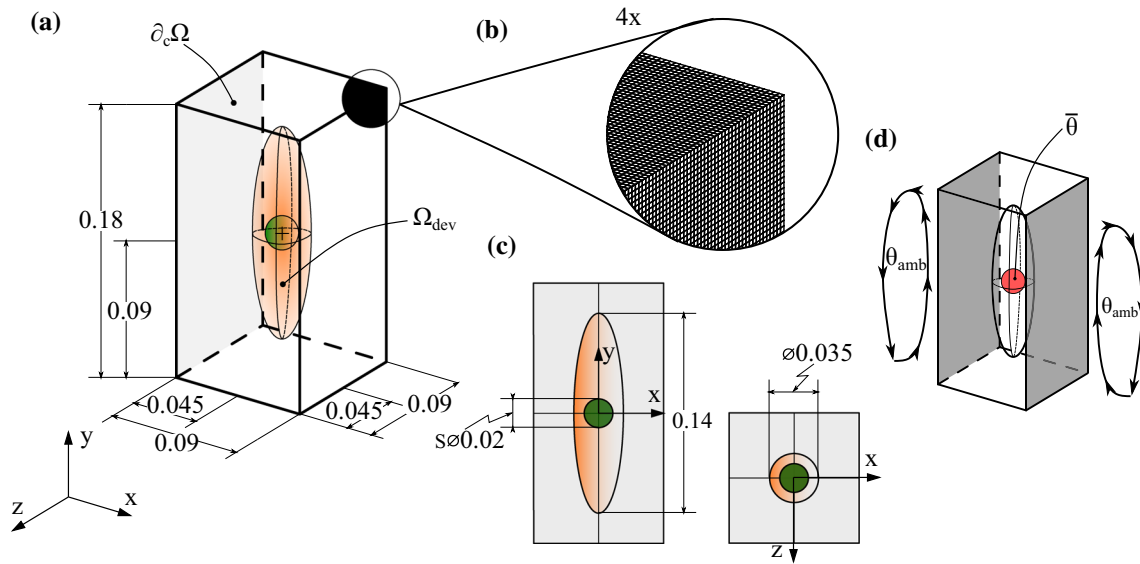 (a)
∂cΩ
0.18
0.09
Ωdev
0.045
0.09
0.045
0.09
y
x
z
(b)
4x
(c)
y
x
s⌀0.02
0.14
⌀0.035
x
z
(d)
θ̅
θamb
θamb